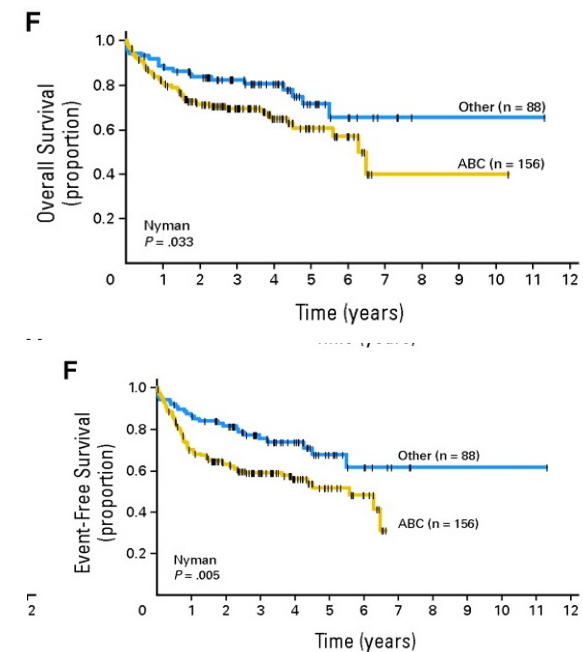 F
1.0
0.8
0.6
0.4
0.2
Overall Survival
(proportion)
Other (n = 88)
ABC (n = 156)
Nyman
P = .033
0 1 2 3 4 5 6 7 8 9 10 11 12
Time (years)
F
1.0
0.8
0.6
0.4
0.2
Event-Free Survival
(proportion)
Other (n = 88)
ABC (n = 156)
Nyman
P = .005
2
0 1 2 3 4 5 6 7 8 9 10 11 12
Time (years)